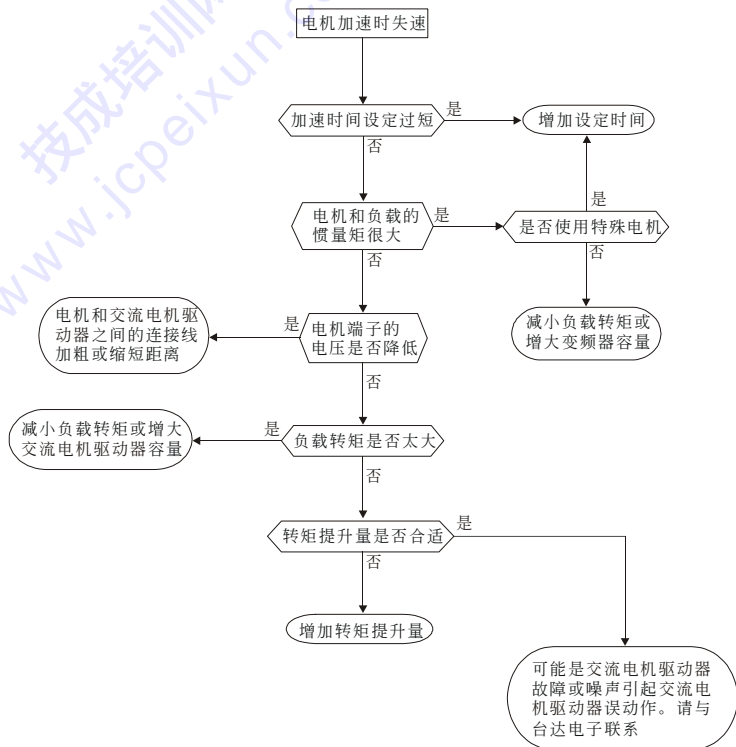 电机加速时失速
加速时间设定过短
是
增加设定时间
否
是
电机和负载的
惯量矩很大
是
是否使用特殊电机
否
否
电机和交流电机驱
动器之间的连接线
加粗或缩短距离
是
电机端子的
电压是否降低
减小负载转矩或
增大变频器容量
否
减小负载转矩或增大
交流电机驱动器容量
是
负载转矩是否太大
否
转矩提升量是否合适
是
否
增加转矩提升量
可能是交流电机驱动器
故障或噪声引起交流电
机驱动器误动作。请与
台达电子联系
技成培训网
www.jcpeixun.c